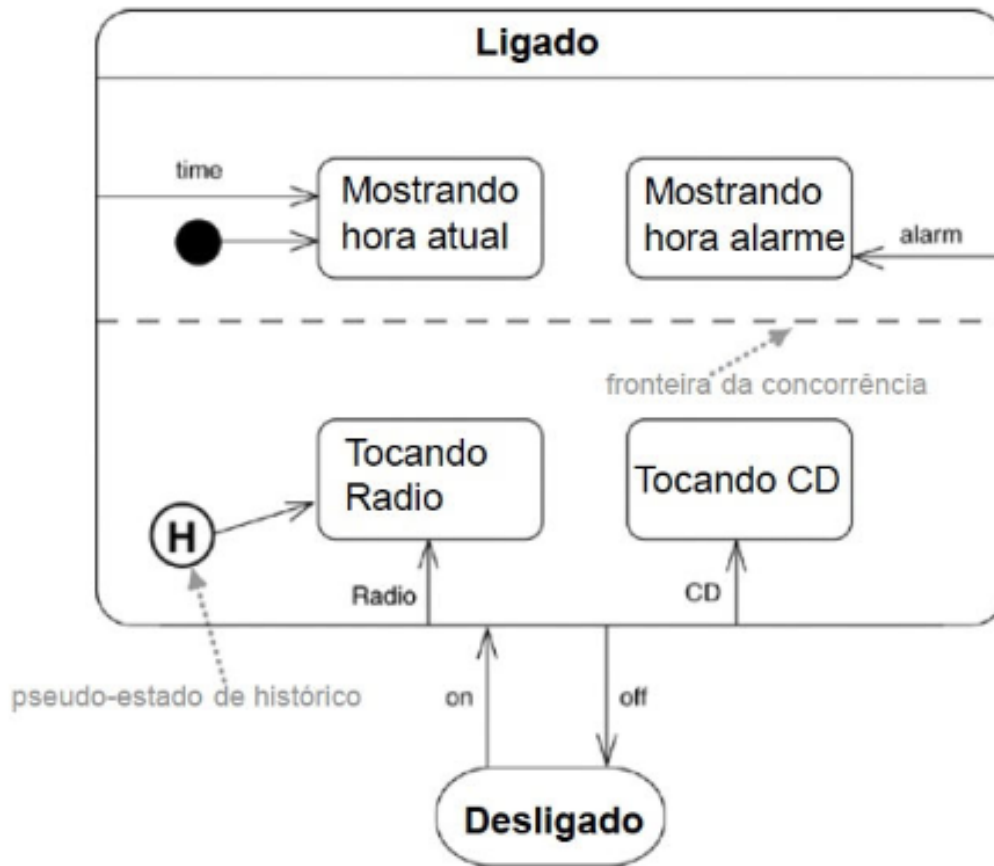 Ligado
time
Mostrando
hora atual
Mostrando
hora alarme
alarm
fronteira da concorrência
Tocando
Radio
Tocando CD
H
Radio
CD
pseudo-estado de histórico
on
off
Desligado